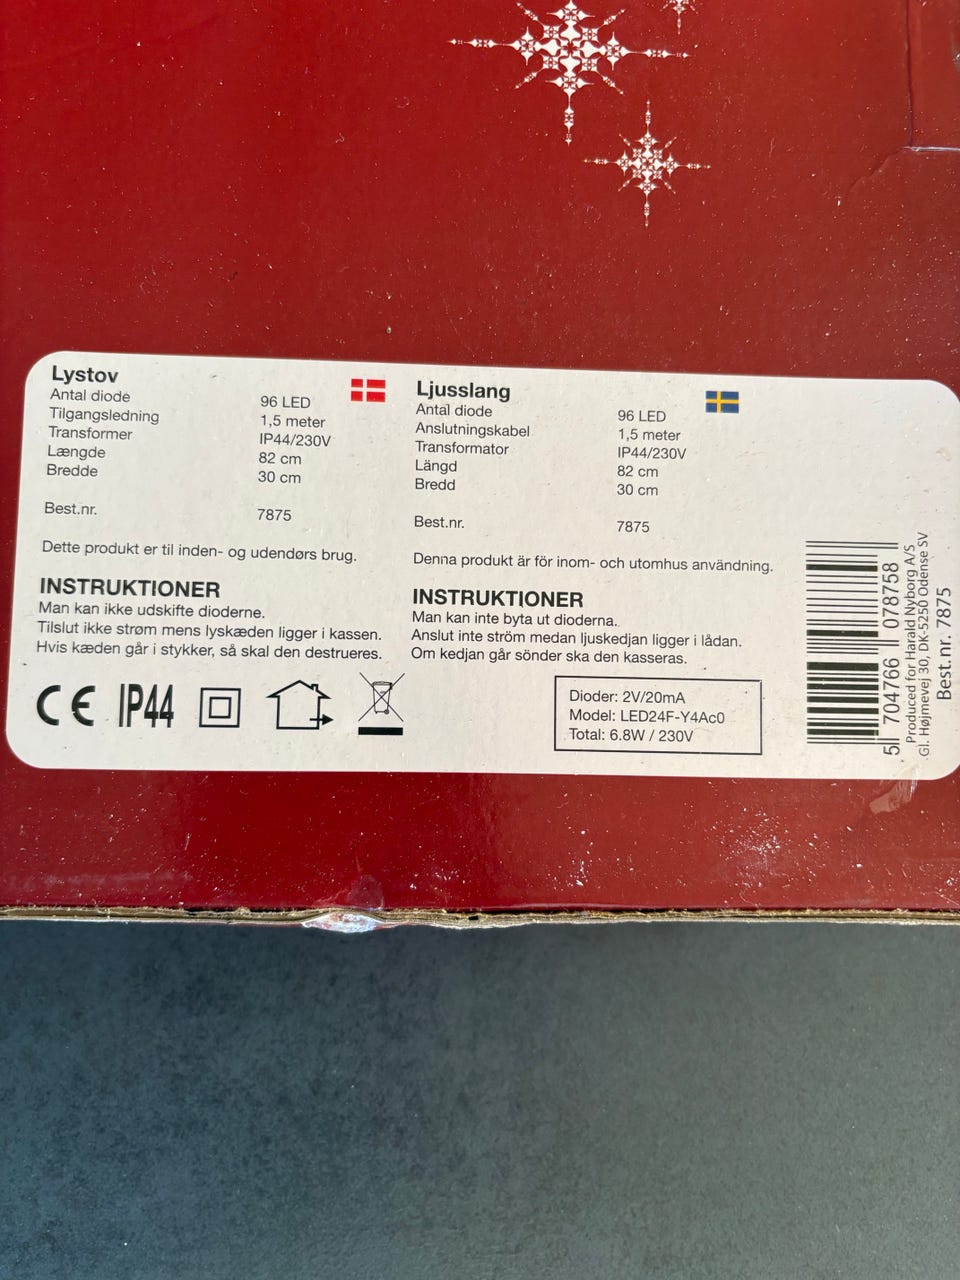 Lystov
Antal diode 96 LED
Tilgangsledning 1,5 meter
Transformer IP44/230V
Længde 82 cm
Bredde 30 cm
Best.nr. 7875
Dette produkt er til inden- og udendørs brug.
INSTRUKTIONER
Man kan ikke udskifte dioderne.
Tilslut ikke strøm mens lyskæden ligger i kassen.
Hvis kæden går i stykker, så skal den destrueres.
CE IP44
Ljusslang
Antal diode 96 LED
Anslutningskabel 1,5 meter
Transformator IP44/230V
Längd 82 cm
Bredd 30 cm
Best.nr. 7875
Denna produkt är för inom- och utomhus användning.
INSTRUKTIONER
Man kan inte byta ut dioderna.
Anslut inte ström medan ljuskedjan ligger i lådan.
Om kedjan går sönder ska den kasseras.
Dioder: 2V/20mA
Model: LED24F-Y4Ac0
Total: 6.8W / 230V
5 704766 078758
Produced for Harald Nyborg A/S
Gl. Højmevej 30, DK-5250 Odense SV
Best.nr. 7875